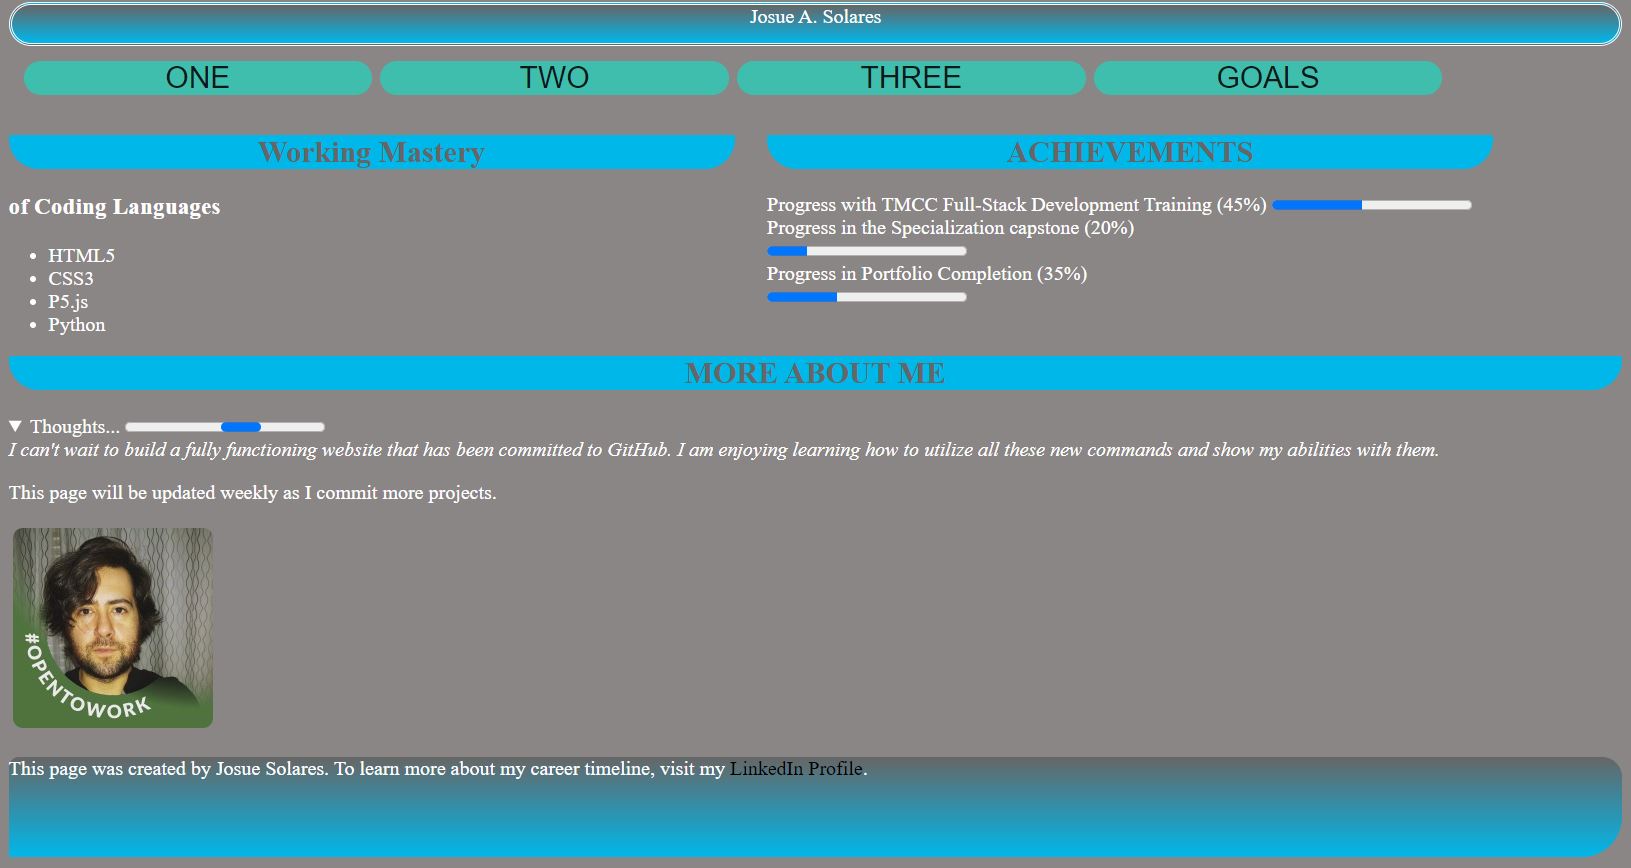 Josue A. Solares
ONE TWO THREE GOALS
Working Mastery
of Coding Languages
HTML5
CSS3
P5.js
Python
ACHIEVEMENTS
Progress with TMCC Full-Stack Development Training (45%)
Progress in the Specialization capstone (20%)
Progress in Portfolio Completion (35%)
MORE ABOUT ME
Thoughts...
I can't wait to build a fully functioning website that has been committed to GitHub. I am enjoying learning how to utilize all these new commands and show my abilities with them.
This page will be updated weekly as I commit more projects.
#OPENTOWORK
This page was created by Josue Solares. To learn more about my career timeline, visit my LinkedIn Profile.